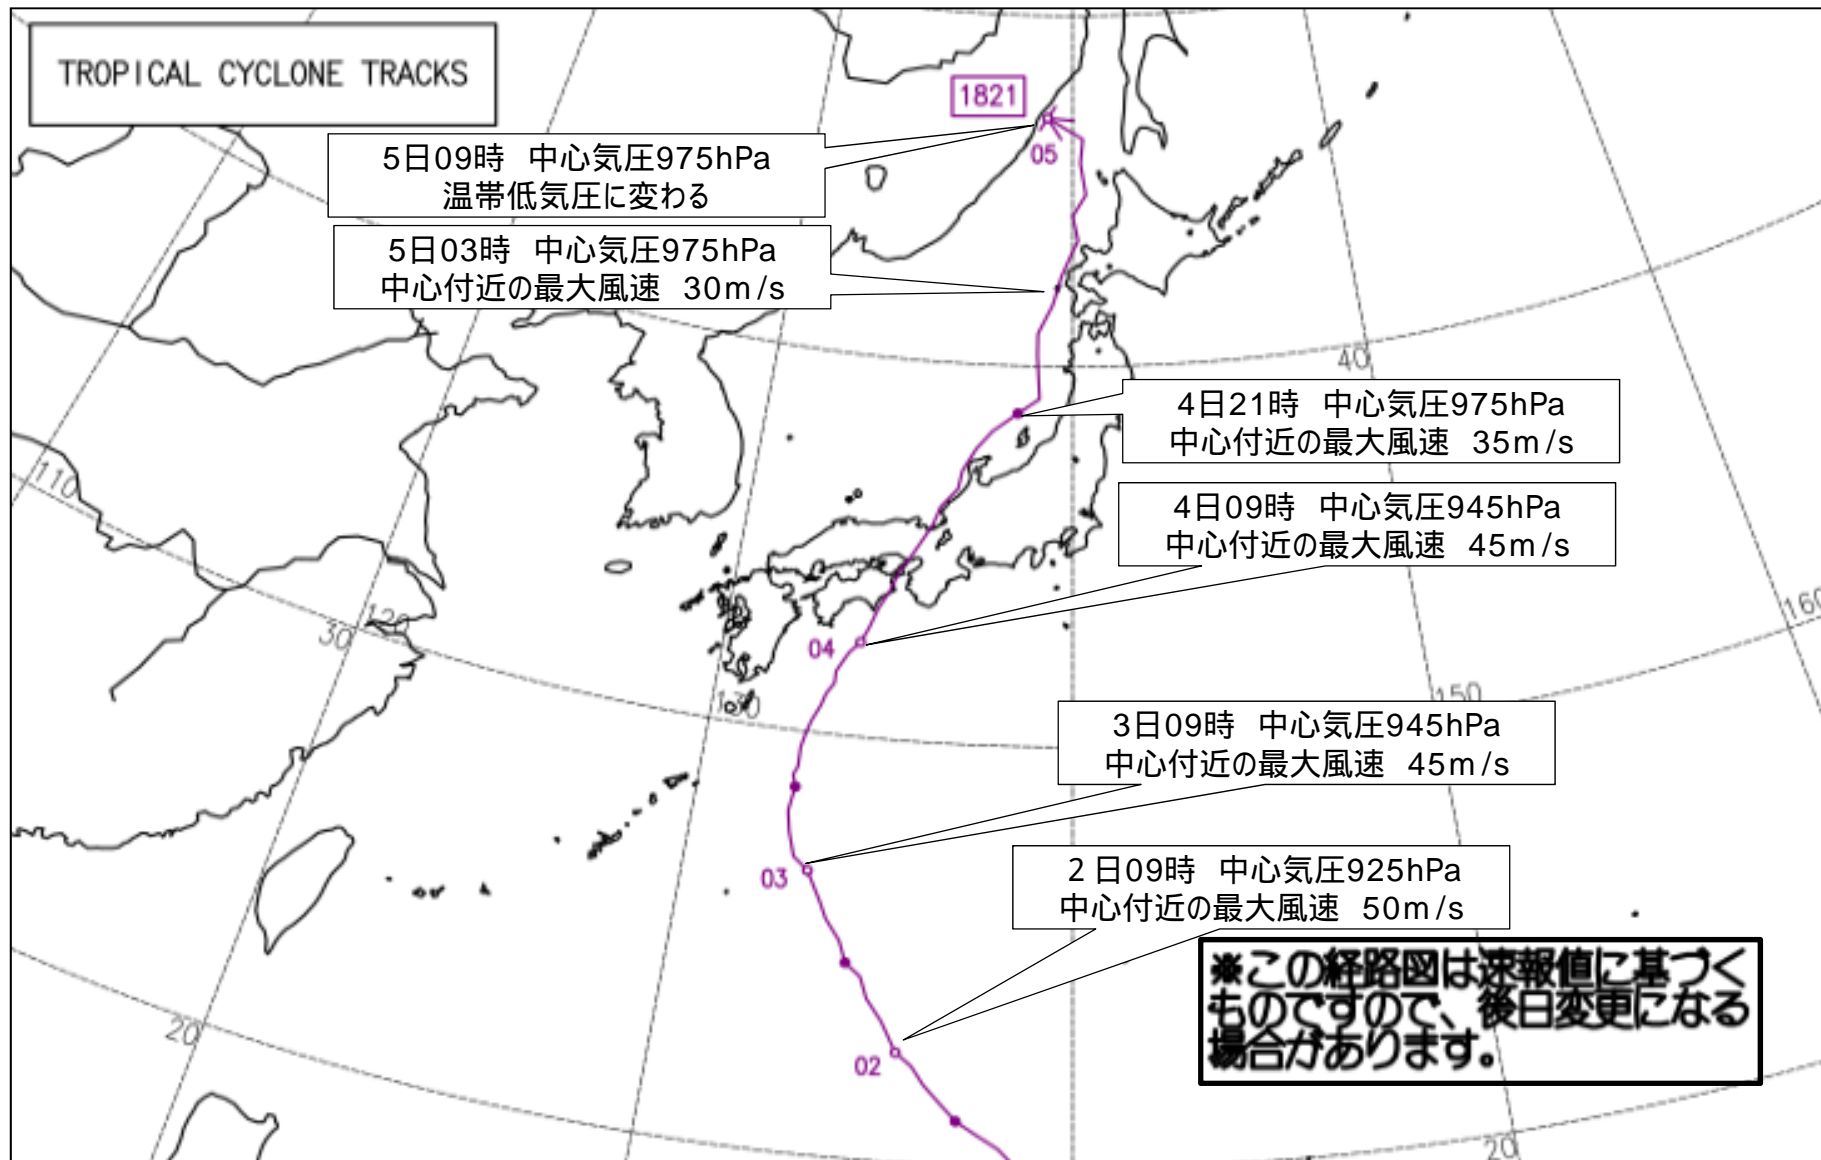 TROPICAL CYCLONE TRACKS
1821
5日09時 中心気圧975hPa
温帯低気圧に変わる
05
5日03時 中心気圧975hPa
中心付近の最大風速 30m/s
40
4日21時 中心気圧975hPa
中心付近の最大風速 35m/s
110
4日09時 中心気圧945hPa
中心付近の最大風速 45m/s
120
30
160
04
130
150
3日09時 中心気圧945hPa
中心付近の最大風速 45m/s
03
2日09時 中心気圧925hPa
中心付近の最大風速 50m/s
※この経路図は速報値に基づく
ものですので、後日変更になる
場合があります。
20
02
20